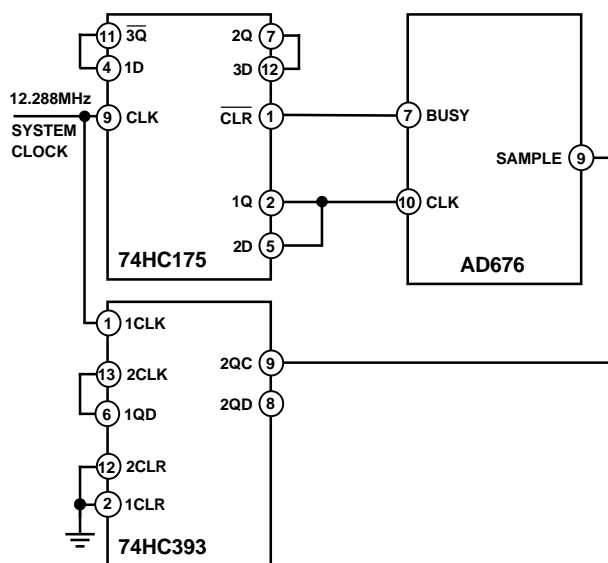 11 3Q̅ 2Q 7
4 1D 3D 12
12.288MHz
9 CLK C̅L̅R̅ 1 7 BUSY
SYSTEM
CLOCK
SAMPLE 9
1Q 2 10 CLK
2D 5
74HC175
AD676
1 1CLK
2QC 9
13 2CLK
2QD 8
6 1QD
12 2CLR
2 1CLR
74HC393